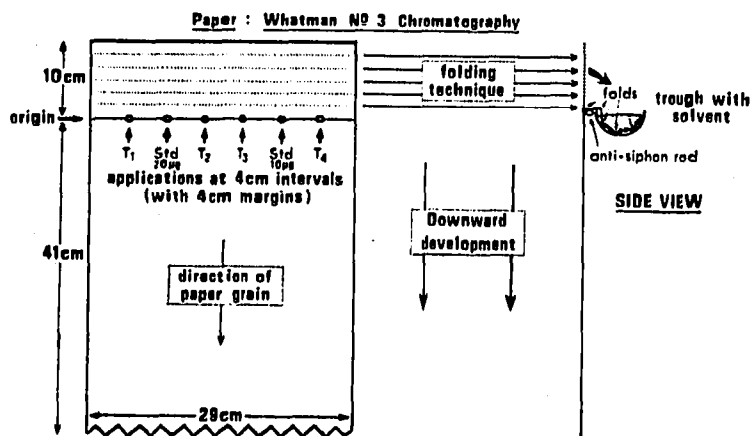 Paper : Whatman Nº 3 Chromatography
10cm
origin
T1 Std 20µg T2 T3 Std 10µg T4
applications at 4cm intervals
(with 4cm margins)
41cm
direction of
paper grain
29cm
folding
technique
Downward
development
folds
trough with
solvent
anti-siphon rod
SIDE VIEW